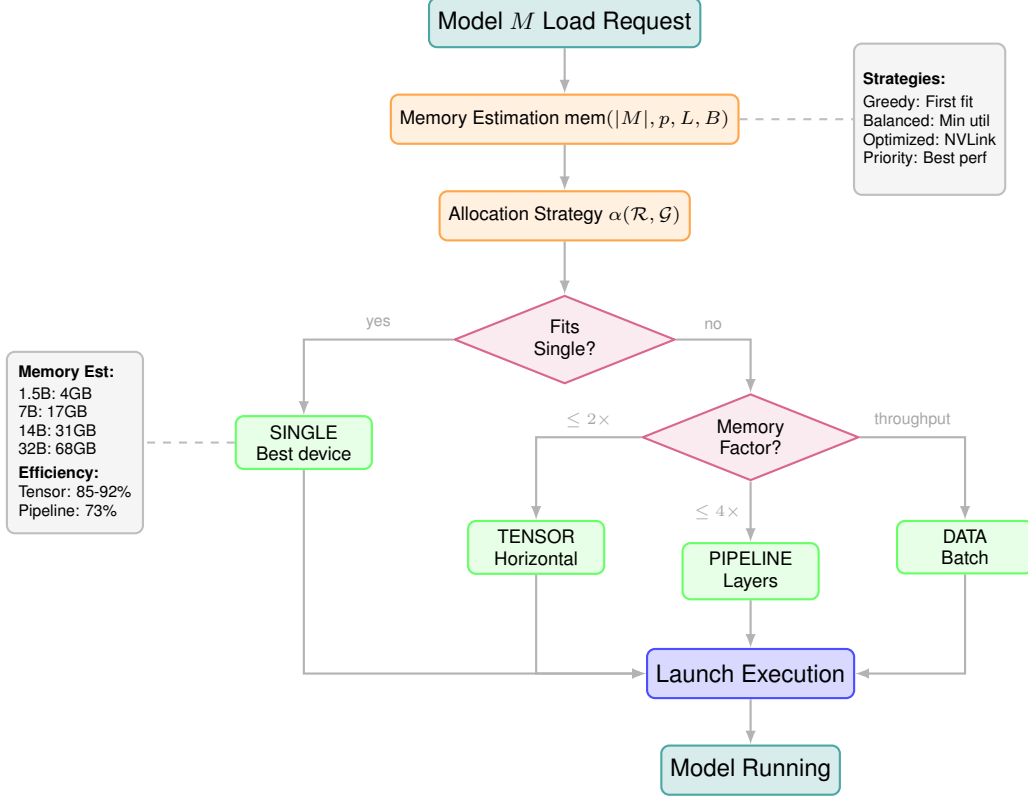 Model M Load Request
Strategies:
Greedy: First fit
Balanced: Min util
Optimized: NVLink
Priority: Best perf
Memory Estimation mem(|M|, p, L, B)
Allocation Strategy α(ℛ, 𝒢)
yes
Fits
Single?
no
Memory Est:
1.5B: 4GB
7B: 17GB
14B: 31GB
32B: 68GB
Efficiency:
Tensor: 85-92%
Pipeline: 73%
SINGLE
Best device
≤ 2×
Memory
Factor?
throughput
≤ 4×
TENSOR
Horizontal
PIPELINE
Layers
DATA
Batch
Launch Execution
Model Running